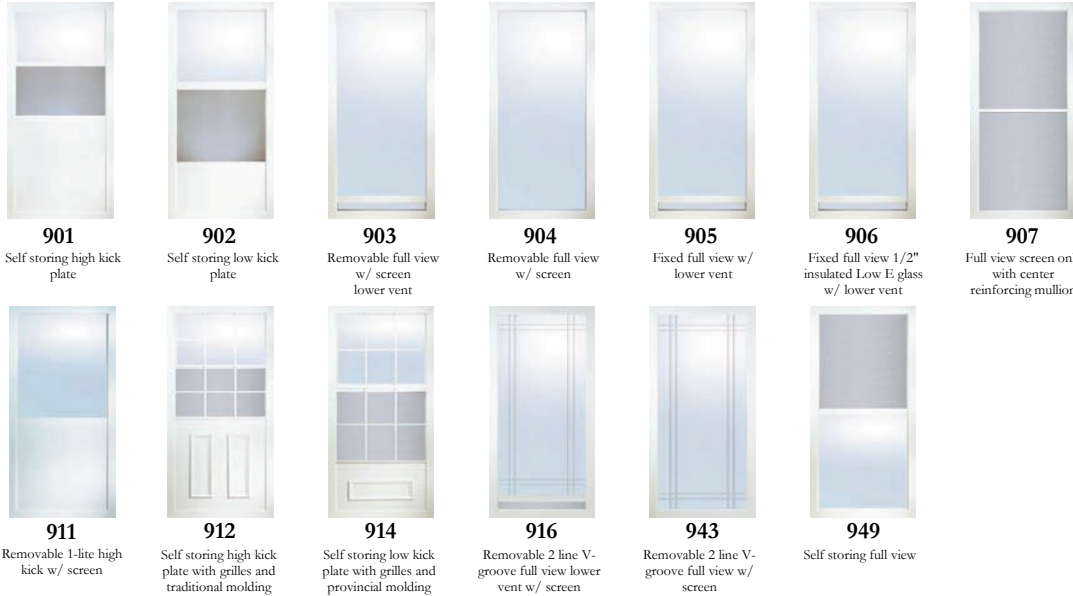 901
Self storing high kick
plate
902
Self storing low kick
plate
903
Removable full view
w/ screen
lower vent
904
Removable full view
w/ screen
905
Fixed full view w/
lower vent
906
Fixed full view 1/2"
insulated Low E glass
w/ lower vent
907
Full view screen onl
with center
reinforcing mullion
911
Removable 1-lite high
kick w/ screen
912
Self storing high kick
plate with grilles and
traditional molding
914
Self storing low kick
plate with grilles and
provincial molding
916
Removable 2 line V-
groove full view lower
vent w/ screen
943
Removable 2 line V-
groove full view w/
screen
949
Self storing full view